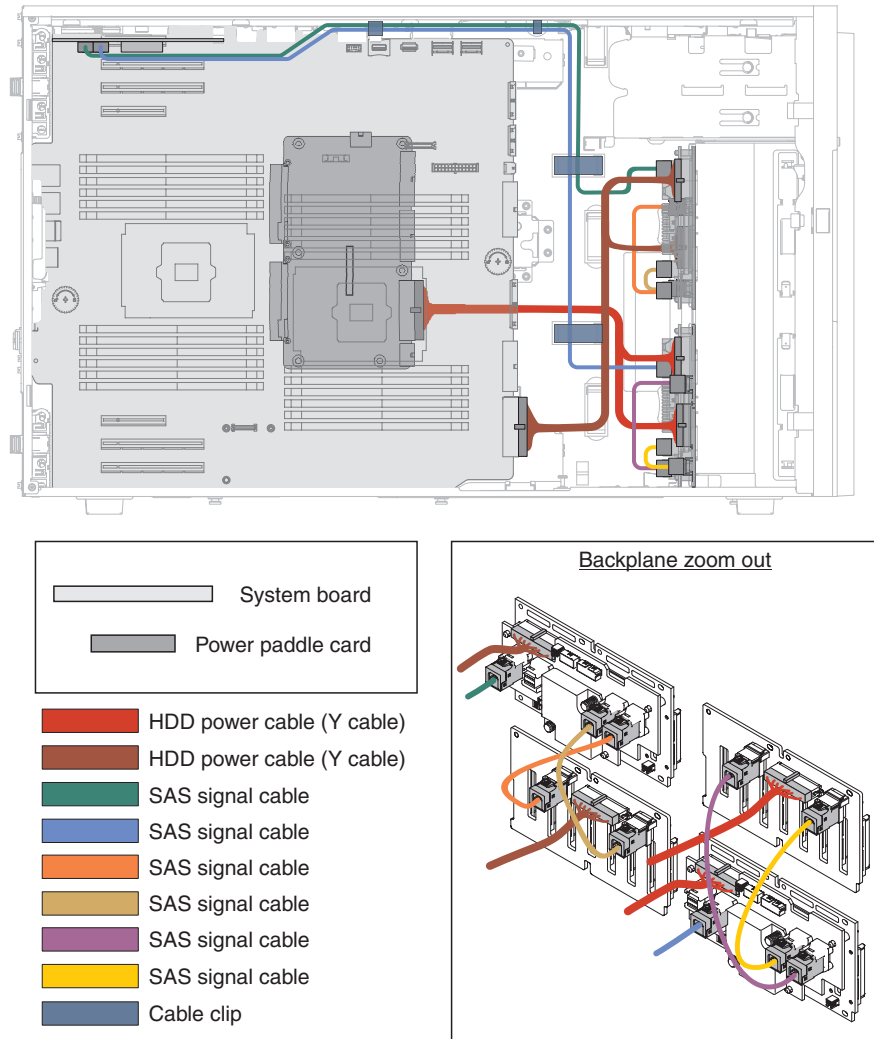 System board
Power paddle card
HDD power cable (Y cable)
HDD power cable (Y cable)
SAS signal cable
SAS signal cable
SAS signal cable
SAS signal cable
SAS signal cable
SAS signal cable
Cable clip
Backplane zoom out